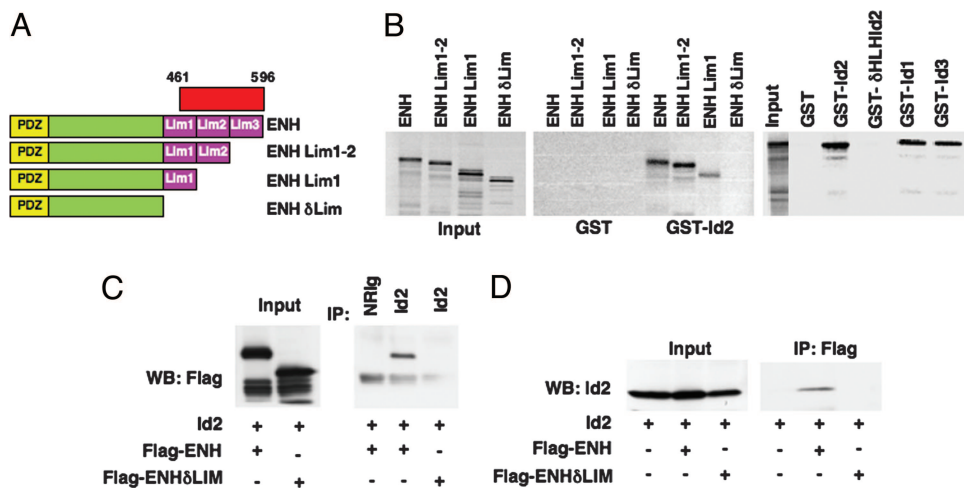 A
461 596
PDZ Lim1 Lim2 Lim3 ENH
PDZ Lim1 Lim2 ENH Lim1-2
PDZ Lim1 ENH Lim1
PDZ ENH δLim
B
ENH
ENH Lim1-2
ENH Lim1
ENH δLim
ENH
ENH Lim1-2
ENH Lim1
ENH δLim
ENH
ENH Lim1-2
ENH Lim1
ENH δLim
Input
GST
GST-Id2
GST- δHLHId2
GST-Id1
GST-Id3
Input GST GST-Id2
C
Input IP: NRIg Id2 Id2
WB: Flag
Id2 + + + + +
Flag-ENH + - + + -
Flag-ENHδLIM - + - - +
D
Input IP: Flag
WB: Id2
Id2 + + + + + +
Flag-ENH - + - - + -
Flag-ENHδLIM - - + - - +